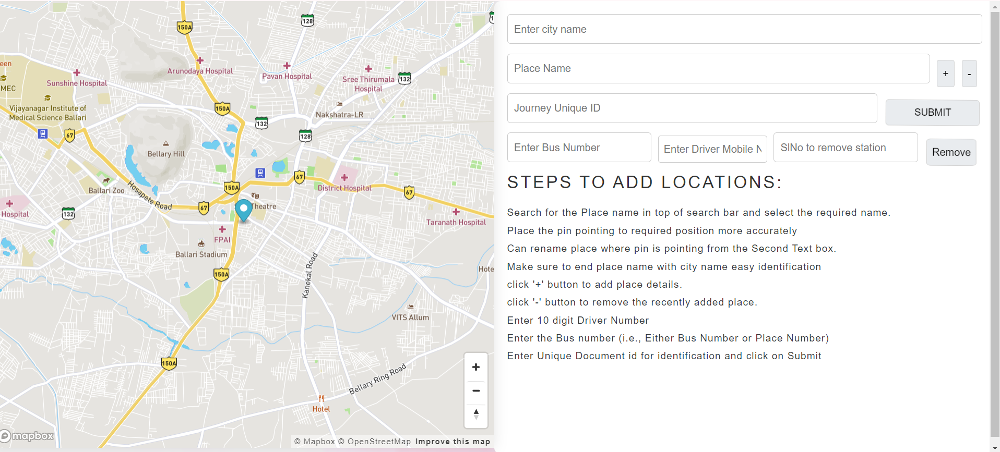 Enter city name
Place Name
+
-
Journey Unique ID
SUBMIT
Enter Bus Number
Enter Driver Mobile N
SlNo to remove station
Remove
STEPS TO ADD LOCATIONS:
Search for the Place name in top of search bar and select the required name.
Place the pin pointing to required position more accurately
Can rename place where pin is pointing from the Second Text box.
Make sure to end place name with city name easy identification
click '+' button to add place details.
click '-' button to remove the recently added place.
Enter 10 digit Driver Number
Enter the Bus number (i.e., Either Bus Number or Place Number)
Enter Unique Document id for identification and click on Submit
128
150A
een
Arunodaya Hospital
Pavan Hospital
Sunshine Hospital
Sree Thirumala
Hospital
132
MEC
Vijayanagar Institute of
Medical Science Ballari
150A
Nakshatra-LR
132
67
128
Bellary Hill
67
150A
District Hospital
Ballari Zoo
67
Hosapete Road
67
Theatre
Hospital
132
Taranath Hospital
FPAI
Ballari Stadium
150A
Hote
Kanekal Road
VITS Allum
150A
Bellary Ring Road
Hotel
mapbox
© Mapbox © OpenStreetMap Improve this map